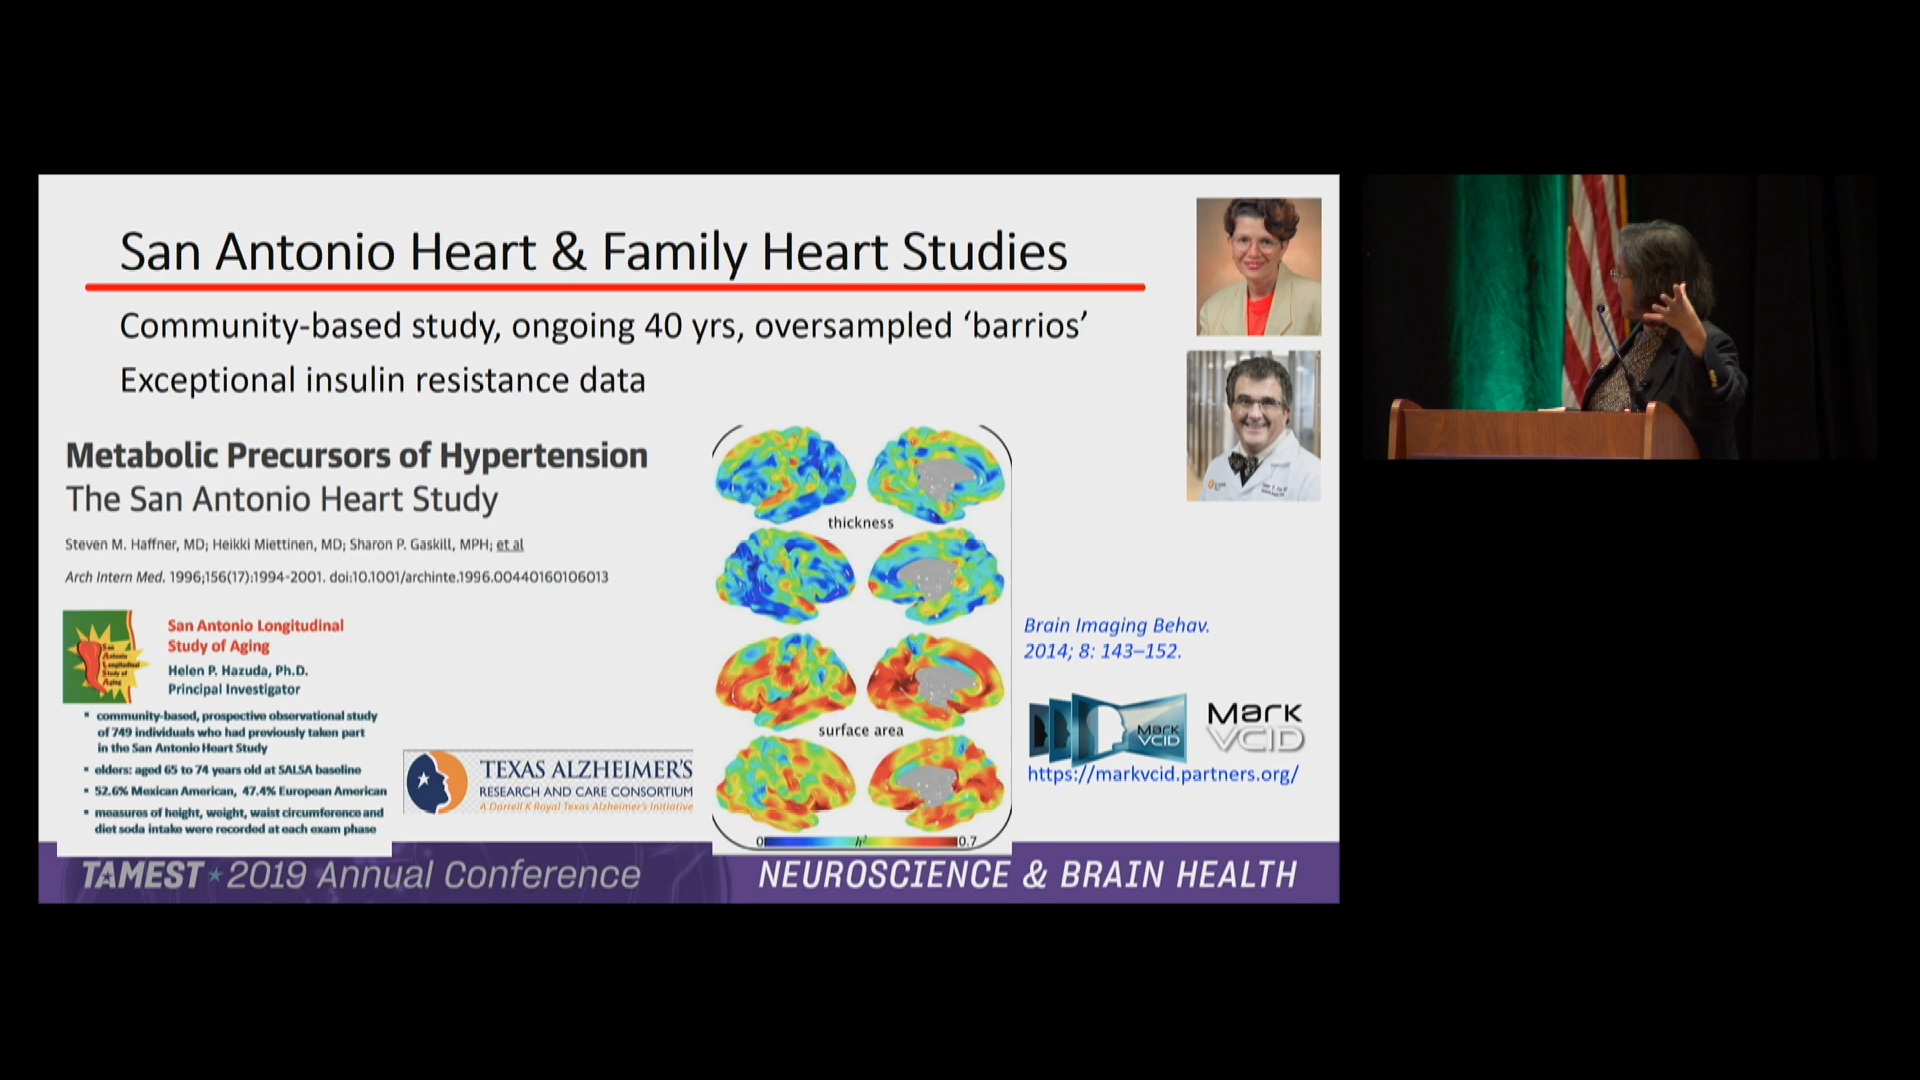 San Antonio Heart & Family Heart Studies
Community-based study, ongoing 40 yrs, oversampled ‘barrios’
Exceptional insulin resistance data
Metabolic Precursors of Hypertension
The San Antonio Heart Study
Steven M. Haffner, MD; Heikki Miettinen, MD; Sharon P. Gaskill, MPH; et al
Arch Intern Med. 1996;156(17):1994-2001. doi:10.1001/archinte.1996.00440160106013
San
Antonio
Longitudinal
Study of
Aging
San Antonio Longitudinal
Study of Aging
Helen P. Hazuda, Ph.D.
Principal Investigator
▪ community-based, prospective observational study
of 749 individuals who had previously taken part
in the San Antonio Heart Study
▪ elders: aged 65 to 74 years old at SALSA baseline
▪ 52.6% Mexican American, 47.4% European American
▪ measures of height, weight, waist circumference and
diet soda intake were recorded at each exam phase
TEXAS ALZHEIMER'S
RESEARCH AND CARE CONSORTIUM
A Darrell K Royal Texas Alzheimer's Initiative
thickness
surface area
0 h² 0.7
Brain Imaging Behav.
2014; 8: 143–152.
Mark
VCID
Mark
VCID
https://markvcid.partners.org/
TAMEST ★ 2019 Annual Conference
NEUROSCIENCE & BRAIN HEALTH